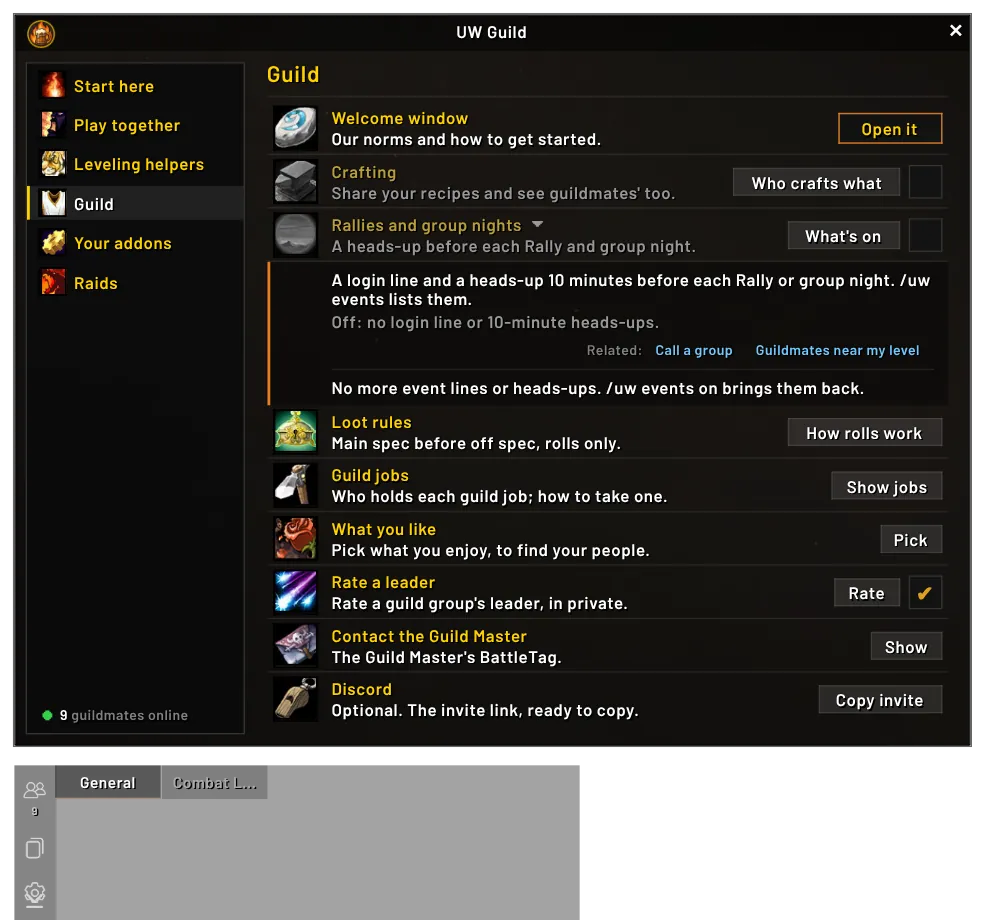 UW Guild
Start here
Play together
Leveling helpers
Guild
Your addons
Raids
9 guildmates online
Guild
Welcome window
Our norms and how to get started.
Open it
Crafting
Share your recipes and see guildmates' too.
Who crafts what
Rallies and group nights
A heads-up before each Rally and group night.
What's on
A login line and a heads-up 10 minutes before each Rally or group night. /uw
events lists them.
Off: no login line or 10-minute heads-ups.
Related: Call a group Guildmates near my level
No more event lines or heads-ups. /uw events on brings them back.
Loot rules
Main spec before off spec, rolls only.
How rolls work
Guild jobs
Who holds each guild job; how to take one.
Show jobs
What you like
Pick what you enjoy, to find your people.
Pick
Rate a leader
Rate a guild group's leader, in private.
Rate
Contact the Guild Master
The Guild Master's BattleTag.
Show
Discord
Optional. The invite link, ready to copy.
Copy invite
General
Combat L...
9